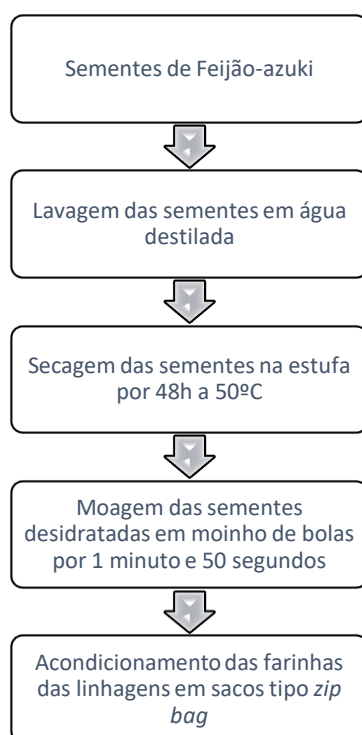 Sementes de Feijão-azuki
Lavagem das sementes em água
destilada
Secagem das sementes na estufa
por 48h a 50ºC
Moagem das sementes
desidratadas em moinho de bolas
por 1 minuto e 50 segundos
Acondicionamento das farinhas
das linhagens em sacos tipo zip
bag